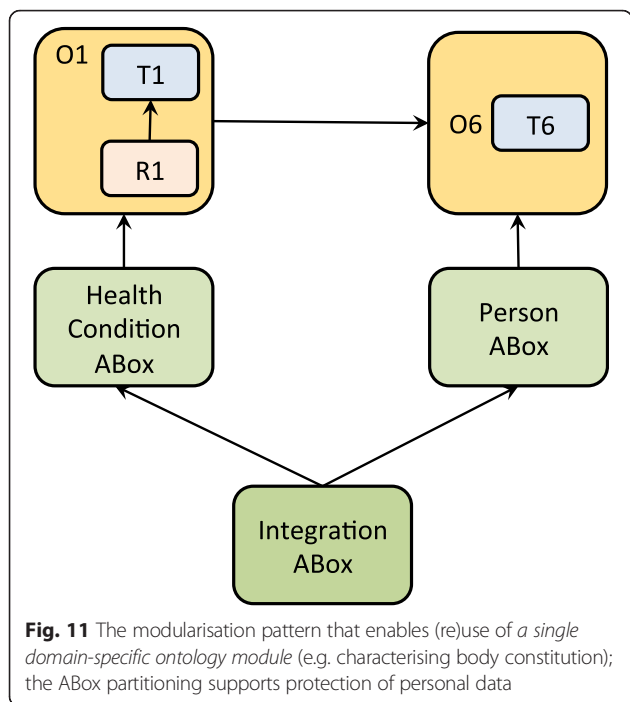 O1
T1
R1
O6
T6
Health
Condition
ABox
Person
ABox
Integration
ABox
Fig. 11 The modularisation pattern that enables (re)use of a single
domain-specific ontology module (e.g. characterising body constitution);
the ABox partitioning supports protection of personal data